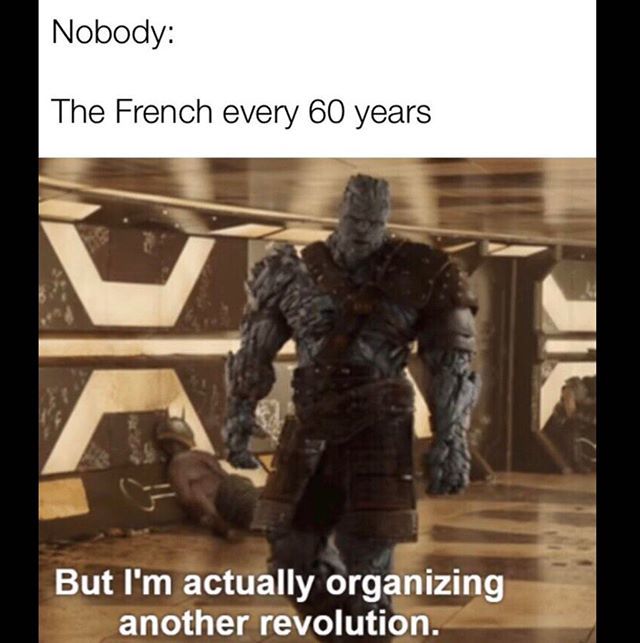 Nobody:
The French every 60 years
But I'm actually organizing
another revolution.